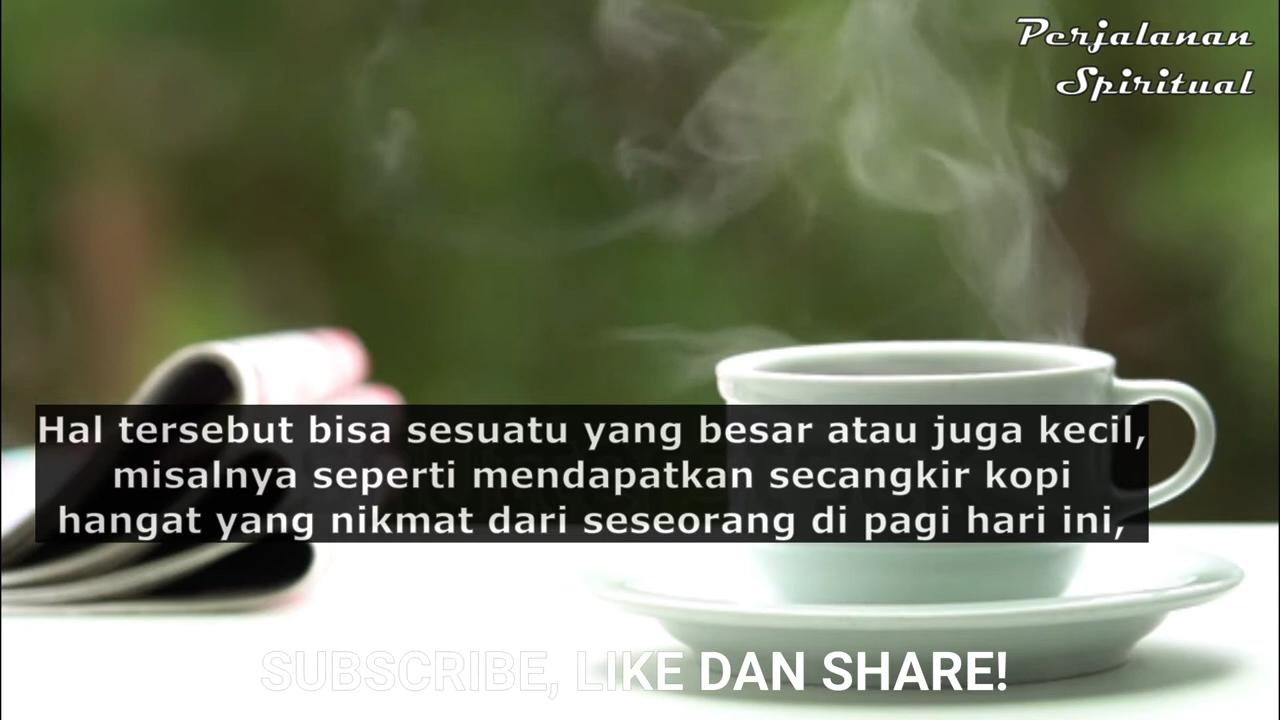 Perjalanan
Spiritual
Hal tersebut bisa sesuatu yang besar atau juga kecil,
misalnya seperti mendapatkan secangkir kopi
hangat yang nikmat dari seseorang di pagi hari ini,
SUBSCRIBE, LIKE DAN SHARE!